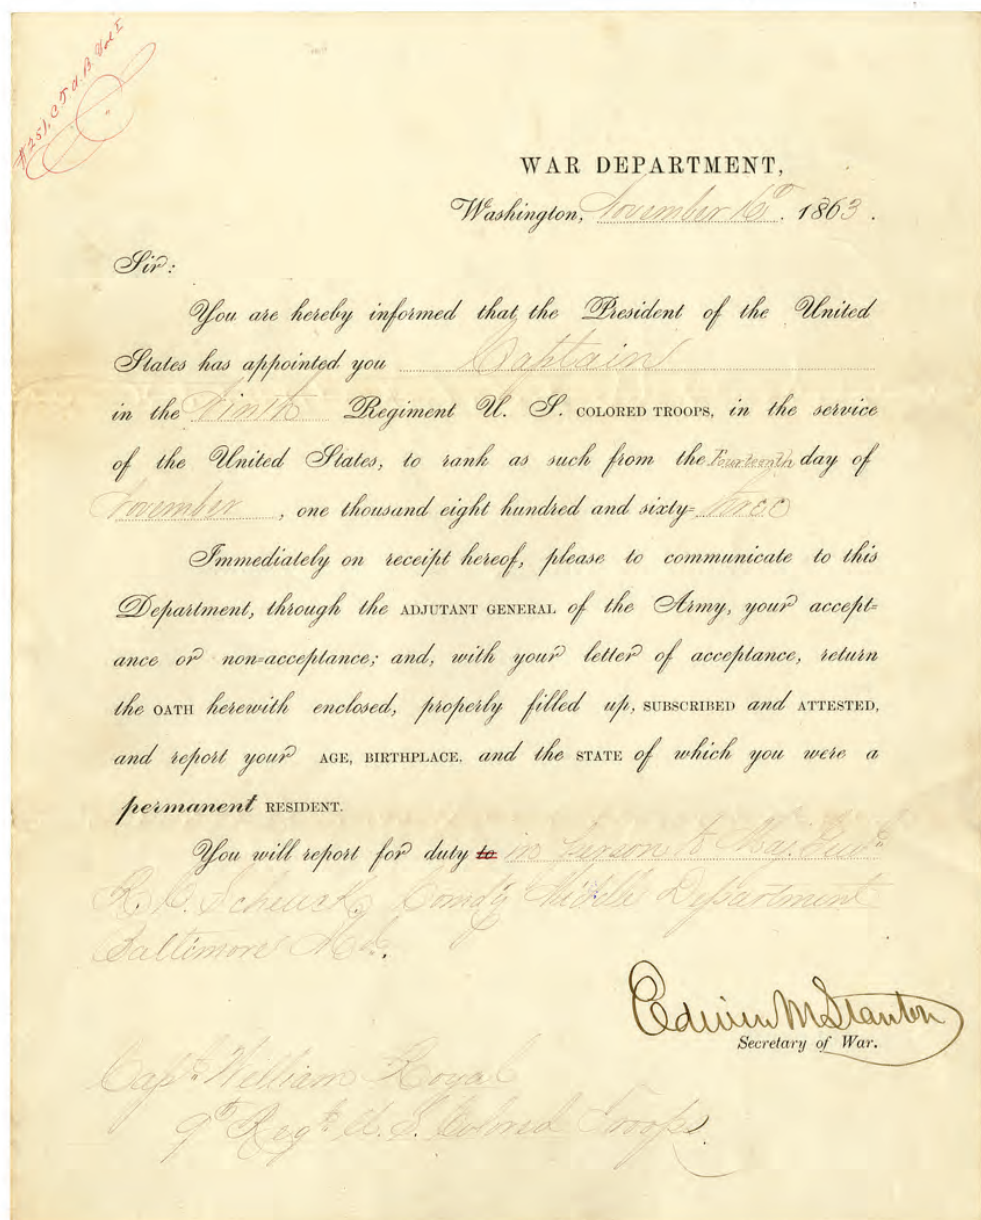 #251, C.T. A.B. Vol I
WAR DEPARTMENT,
Washington, November 16th. 1863.
Sir:
You are hereby informed that the President of the United
States has appointed you Captain
in the Ninth Regiment U. S. COLORED TROOPS, in the service
of the United States, to rank as such from the Fourteenth day of
November, one thousand eight hundred and sixty-three
Immediately on receipt hereof, please to communicate to this
Department, through the ADJUTANT GENERAL of the Army, your accept-
ance or non-acceptance; and, with your letter of acceptance, return
the OATH herewith enclosed, properly filled up, SUBSCRIBED and ATTESTED,
and report your AGE, BIRTHPLACE, and the STATE of which you were a
permanent RESIDENT.
You will report for duty to in person to Maj. Genl.
R. C. Schenck, Comd'g Middle Department
Baltimore Md.
Edwin M Stanton
Secretary of War.
Capt. William
9th Regt. U. S. Colored Troops.